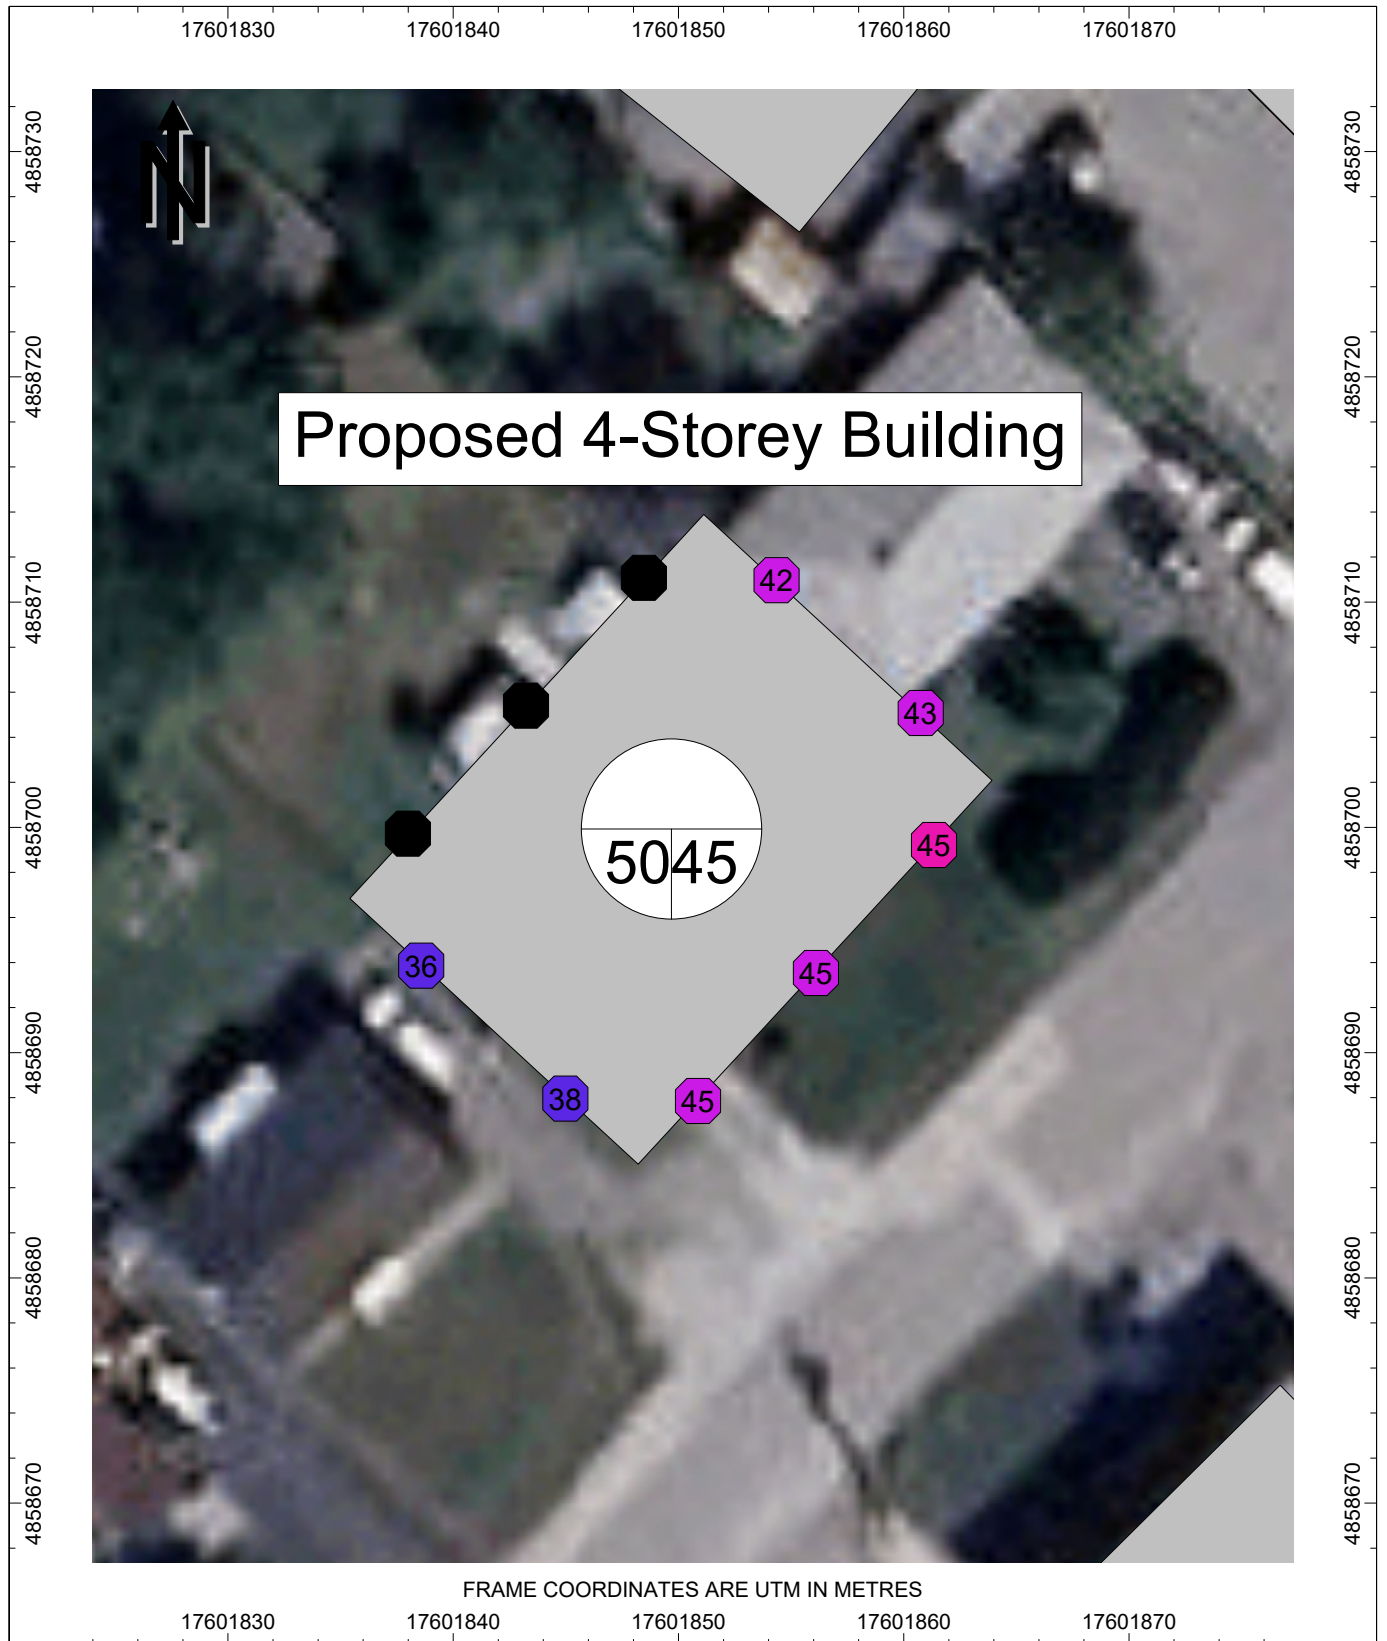 17601830 17601840 17601850 17601860 17601870
4858730 4858730
N
4858720 4858720
Proposed 4-Storey Building
4858710 42 4858710
43
4858700 45 4858700
50 45
36 45
4858690 4858690
38 45
4858680 4858680
4858670 4858670
FRAME COORDINATES ARE UTM IN METRES
17601830 17601840 17601850 17601860 17601870